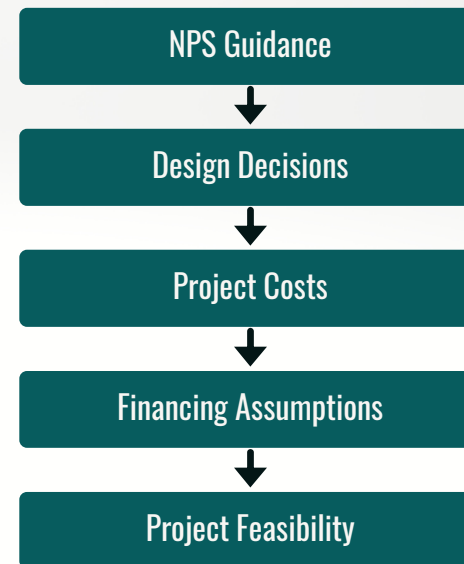 NPS Guidance
Design Decisions
Project Costs
Financing Assumptions
Project Feasibility